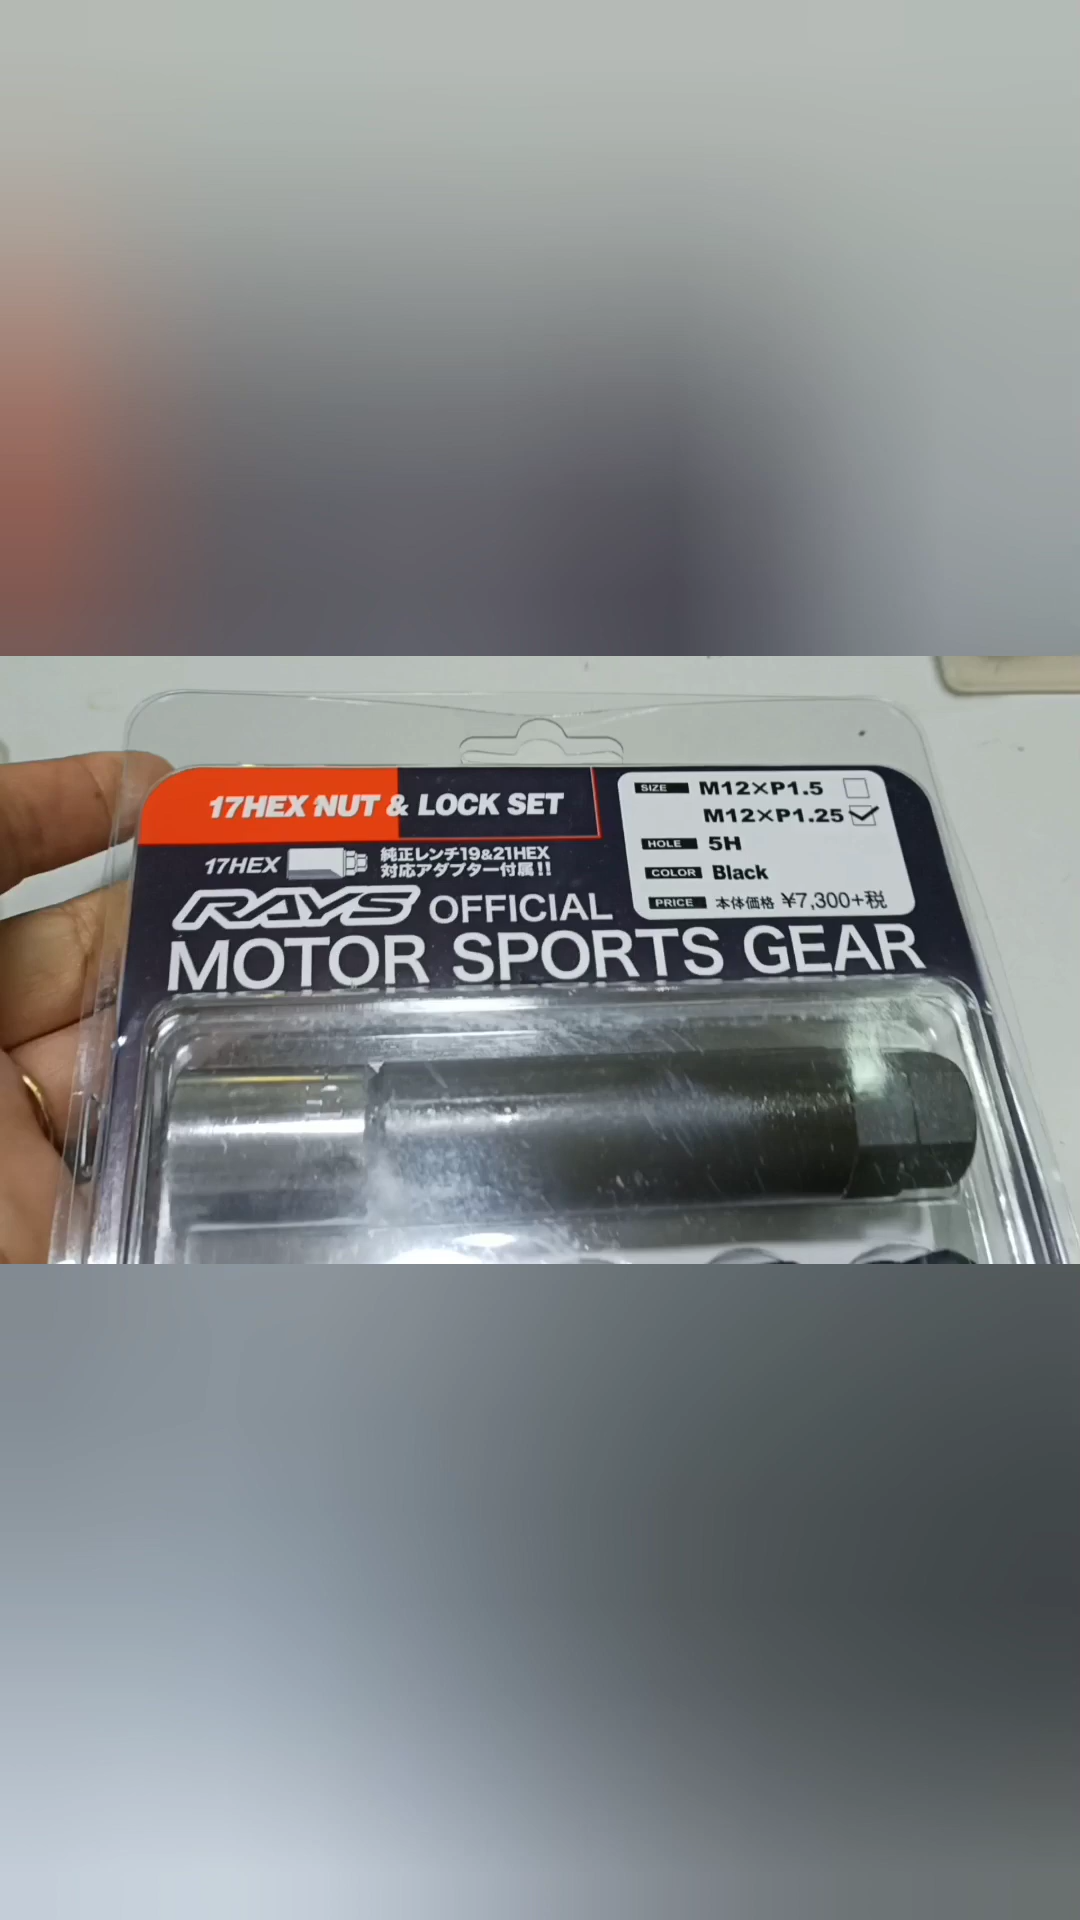 17HEX NUT & LOCK SET
17HEX
純正レンチ19&21HEX
対応アダプター付属!!
RAYS OFFICIAL
MOTOR SPORTS GEAR
SIZE M12×P1.5
M12×P1.25
HOLE 5H
COLOR Black
PRICE 本体価格 ¥7,300+税